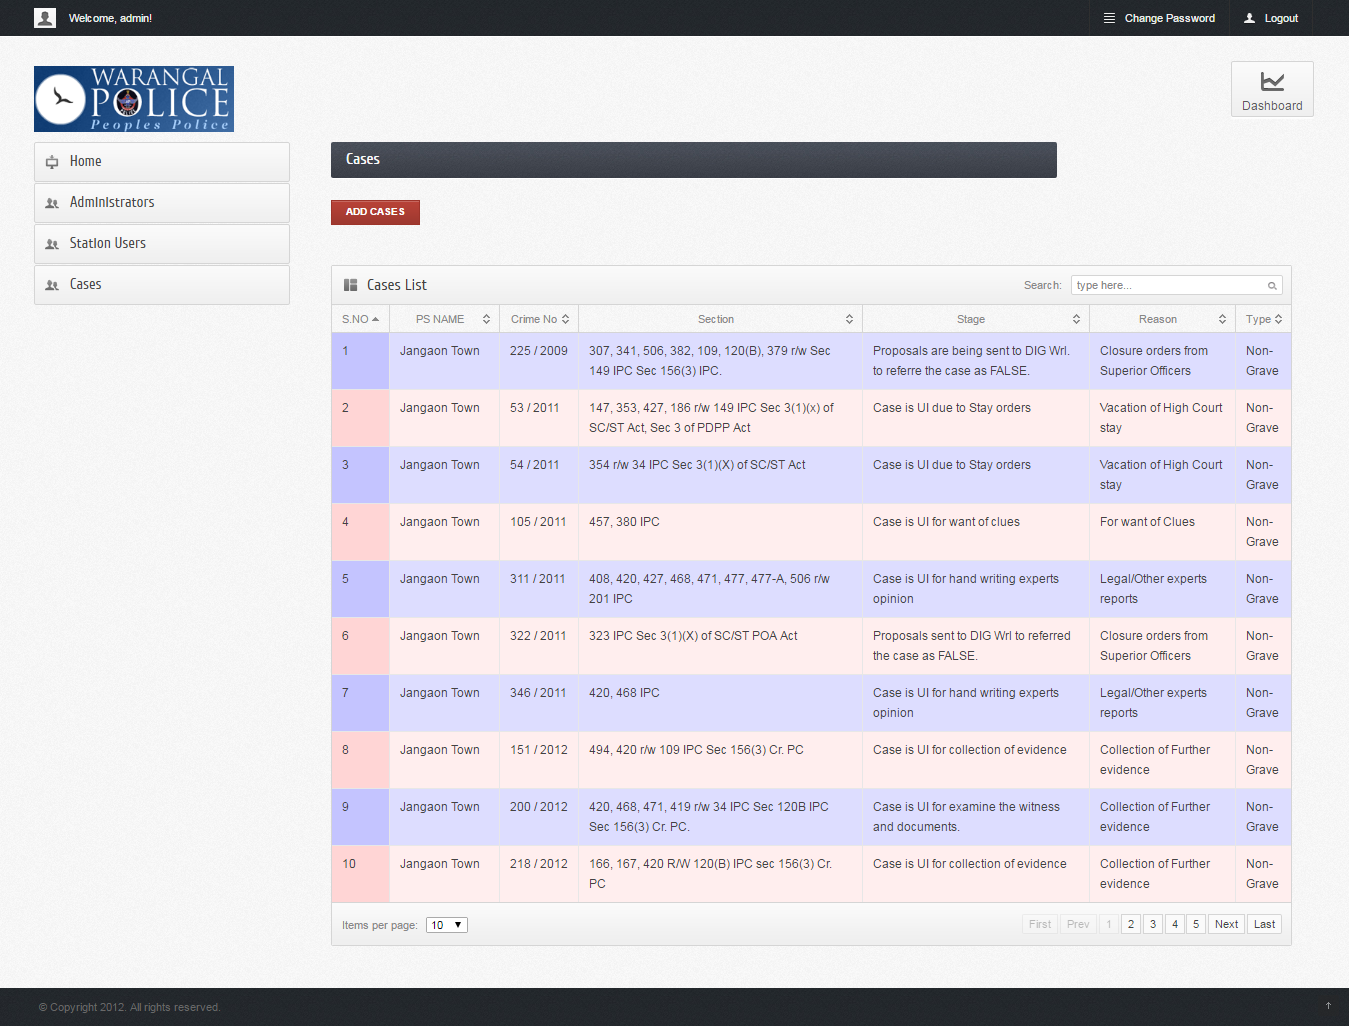 Welcome, admin!
Change Password
Logout
WARANGAL
POLICE
Peoples Police
Dashboard
Home
Administrators
Station Users
Cases
Cases
ADD CASES
Cases List
Search: type here...
S.NO PS NAME Crime No Section Stage Reason Type
1 Jangaon Town 225 / 2009 307, 341, 506, 382, 109, 120(B), 379 r/w Sec Proposals are being sent to DIG Wrl. Closure orders from Non-
149 IPC Sec 156(3) IPC. to referre the case as FALSE. Superior Officers Grave
2 Jangaon Town 53 / 2011 147, 353, 427, 186 r/w 149 IPC Sec 3(1)(x) of Case is UI due to Stay orders Vacation of High Court Non-
SC/ST Act, Sec 3 of PDPP Act stay Grave
3 Jangaon Town 54 / 2011 354 r/w 34 IPC Sec 3(1)(X) of SC/ST Act Case is UI due to Stay orders Vacation of High Court Non-
stay Grave
4 Jangaon Town 105 / 2011 457, 380 IPC Case is UI for want of clues For want of Clues Non-
Grave
5 Jangaon Town 311 / 2011 408, 420, 427, 468, 471, 477, 477-A, 506 r/w Case is UI for hand writing experts Legal/Other experts Non-
201 IPC opinion reports Grave
6 Jangaon Town 322 / 2011 323 IPC Sec 3(1)(X) of SC/ST POA Act Proposals sent to DIG Wrl to referred Closure orders from Non-
the case as FALSE. Superior Officers Grave
7 Jangaon Town 346 / 2011 420, 468 IPC Case is UI for hand writing experts Legal/Other experts Non-
opinion reports Grave
8 Jangaon Town 151 / 2012 494, 420 r/w 109 IPC Sec 156(3) Cr. PC Case is UI for collection of evidence Collection of Further Non-
evidence Grave
9 Jangaon Town 200 / 2012 420, 468, 471, 419 r/w 34 IPC Sec 120B IPC Case is UI for examine the witness Collection of Further Non-
Sec 156(3) Cr. PC. and documents. evidence Grave
10 Jangaon Town 218 / 2012 166, 167, 420 R/W 120(B) IPC sec 156(3) Cr. Case is UI for collection of evidence Collection of Further Non-
PC evidence Grave
Items per page: 10 First Prev 1 2 3 4 5 Next Last
© Copyright 2012. All rights reserved.